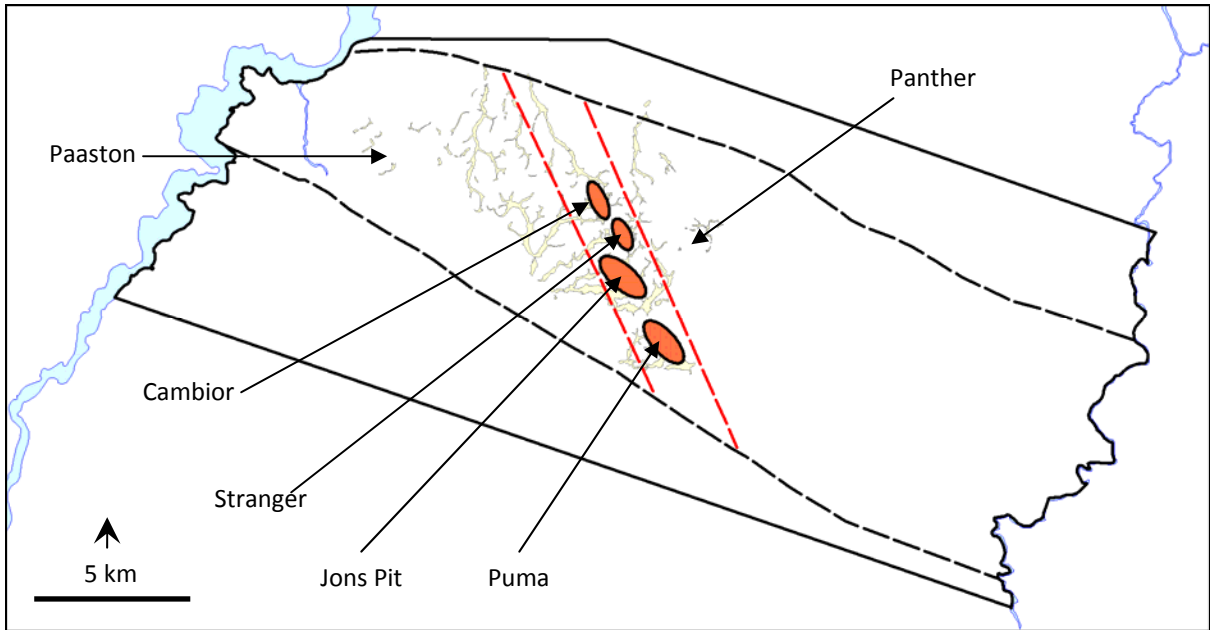 Panther
Paaston
Cambior
Stranger
5 km
Jons Pit
Puma